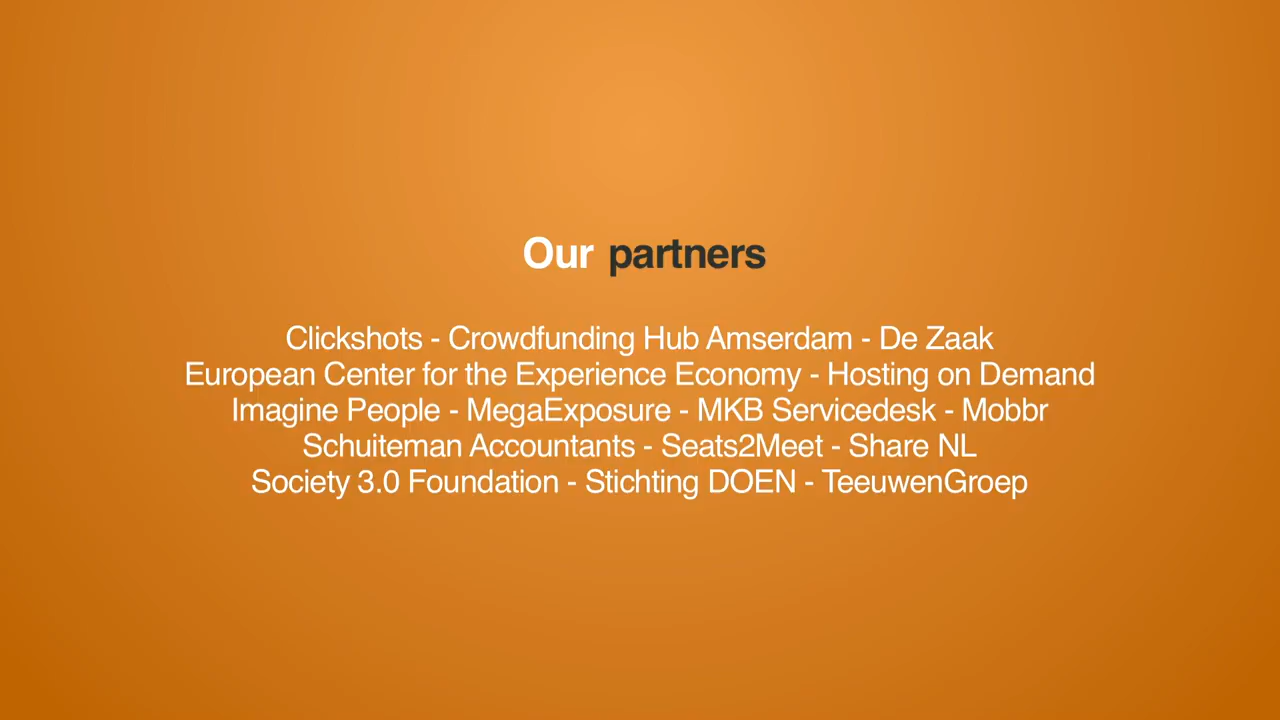 Our partners
Clickshots - Crowdfunding Hub Amserdam - De Zaak
European Center for the Experience Economy - Hosting on Demand
Imagine People - MegaExposure - MKB Servicedesk - Mobbr
Schuiteman Accountants - Seats2Meet - Share NL
Society 3.0 Foundation - Stichting DOEN - TeeuwenGroep